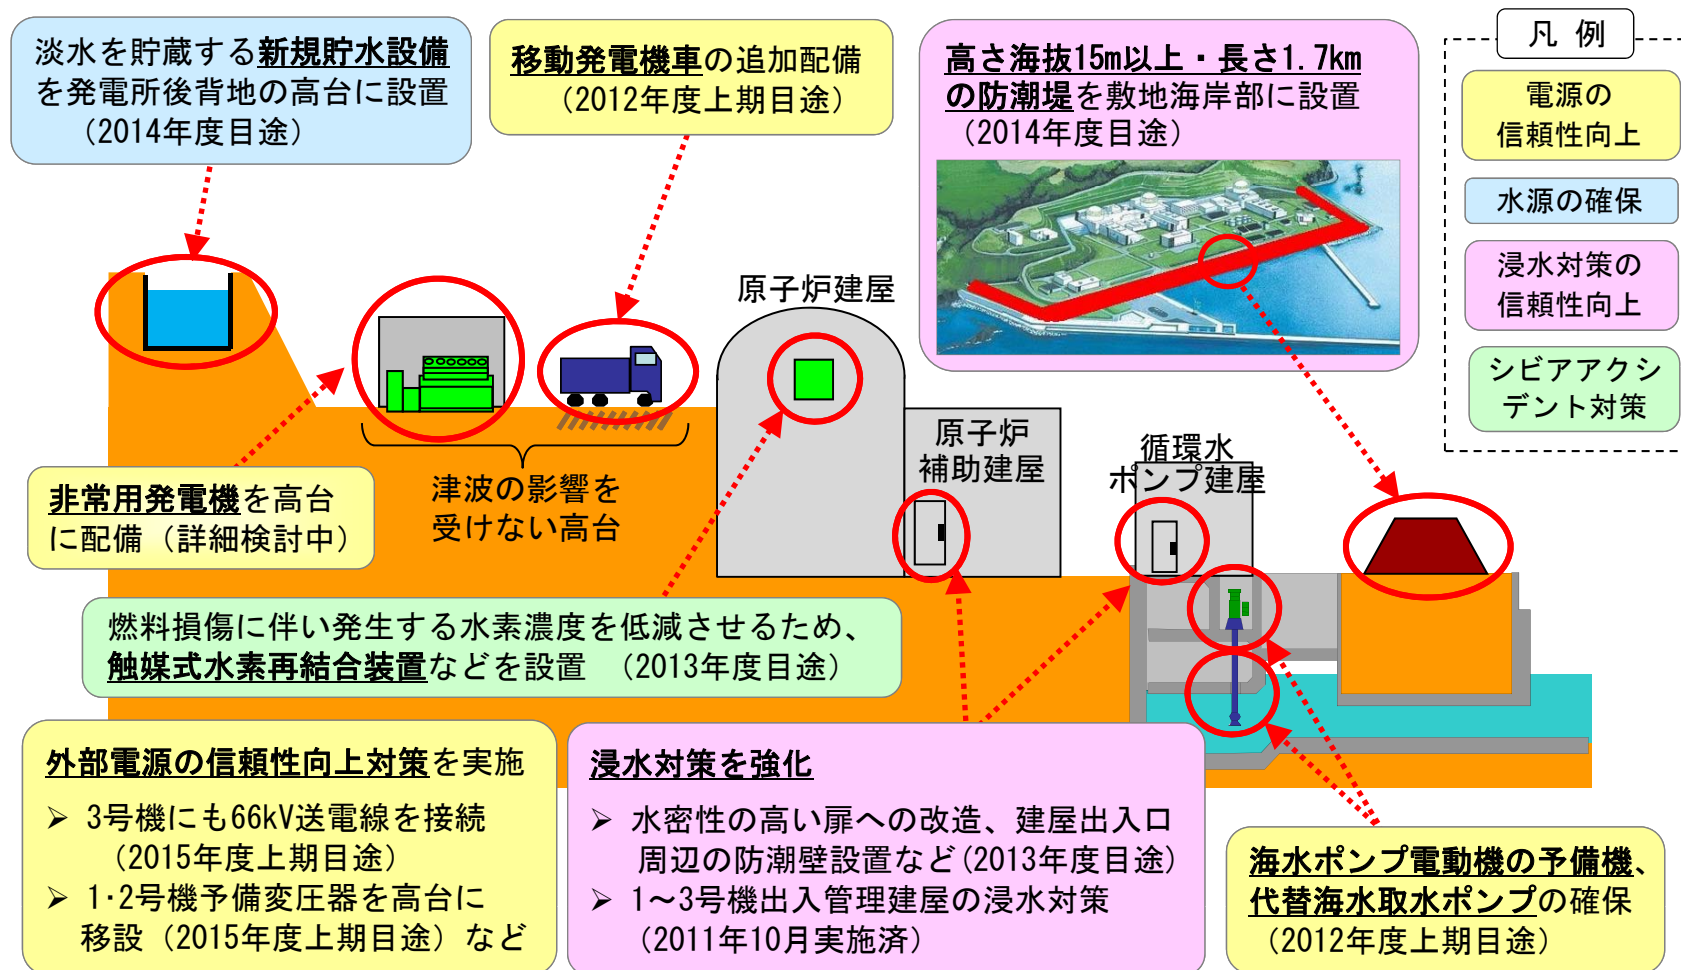 淡水を貯蔵する新規貯水設備
を発電所後背地の高台に設置
(2014年度目途)
移動発電機車の追加配備
(2012年度上期目途)
高さ海抜15m以上・長さ1.7km
の防潮堤を敷地海岸部に設置
(2014年度目途)
凡 例
電源の
信頼性向上
水源の確保
浸水対策の
信頼性向上
シビアアクシ
デント対策
原子炉建屋
原子炉
補助建屋
循環水
ポンプ建屋
津波の影響を
受けない高台
非常用発電機を高台
に配備(詳細検討中)
燃料損傷に伴い発生する水素濃度を低減させるため、
触媒式水素再結合装置などを設置 (2013年度目途)
外部電源の信頼性向上対策を実施
➢ 3号機にも66kV送電線を接続
(2015年度上期目途)
➢ 1・2号機予備変圧器を高台に
移設(2015年度上期目途)など
浸水対策を強化
➢ 水密性の高い扉への改造、建屋出入口
周辺の防潮壁設置など(2013年度目途)
➢ 1～3号機出入管理建屋の浸水対策
(2011年10月実施済)
海水ポンプ電動機の予備機、
代替海水取水ポンプの確保
(2012年度上期目途)